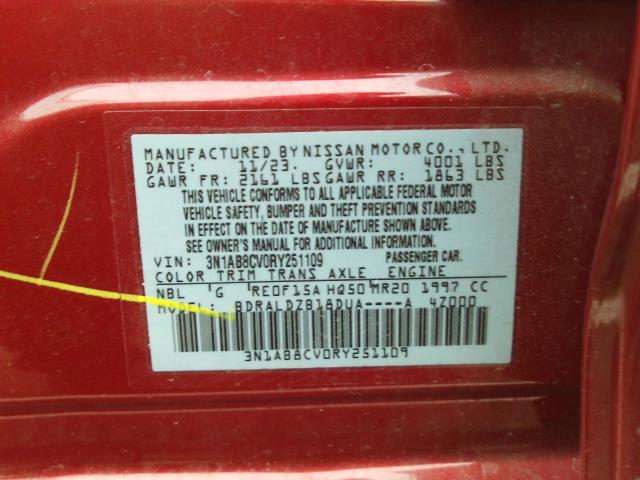 MANUFACTURED BY NISSAN MOTOR CO., LTD.
DATE: 11/23. GVWR: 4001 LBS
GAWR FR: 2161 LBS GAWR RR: 1863 LBS
THIS VEHICLE CONFORMS TO ALL APPLICABLE FEDERAL MOTOR
VEHICLE SAFETY, BUMPER AND THEFT PREVENTION STANDARDS
IN EFFECT ON THE DATE OF MANUFACTURE SHOWN ABOVE.
SEE OWNER'S MANUAL FOR ADDITIONAL INFORMATION.
VIN: 3N1AB8CV0RY251109 PASSENGER CAR.
COLOR TRIM TRANS AXLE ENGINE
NBL G RE0F15A HQ50 MR20 1997 CC
MODEL: BDRALDZB18DUA----A 4Z000
3N1AB8CV0RY251109